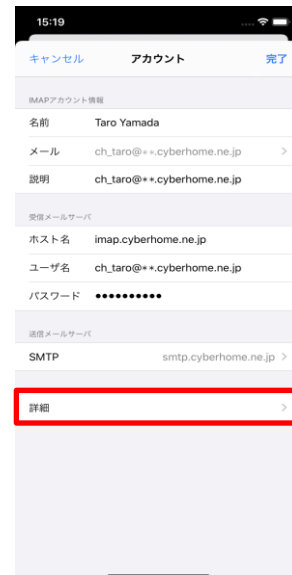 15:19
キャンセル アカウント 完了
IMAPアカウント情報
名前 Taro Yamada
メール ch_taro@**.cyberhome.ne.jp
説明 ch_taro@**.cyberhome.ne.jp
受信メールサーバ
ホスト名 imap.cyberhome.ne.jp
ユーザ名 ch_taro@**.cyberhome.ne.jp
パスワード ●●●●●●●●●●
送信メールサーバ
SMTP smtp.cyberhome.ne.jp
詳細